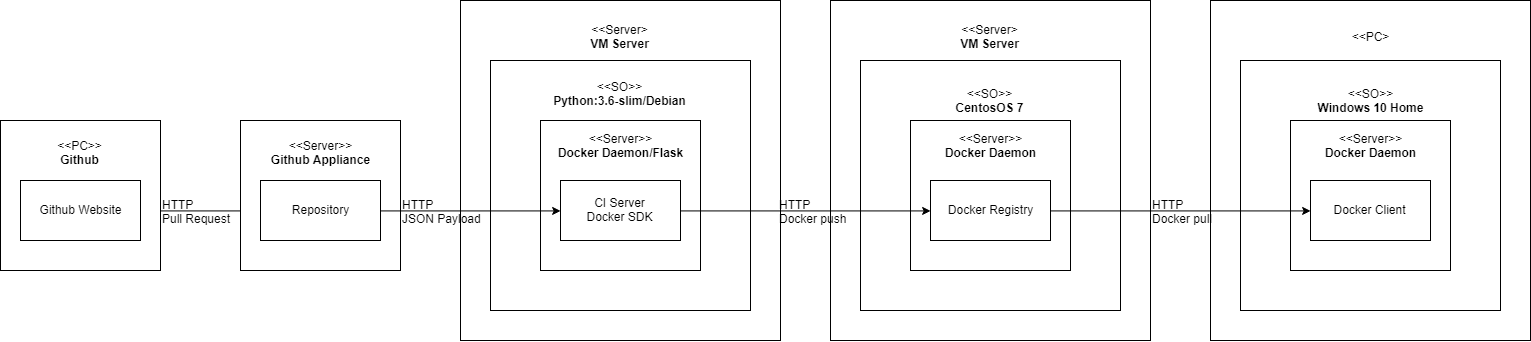 <<PC>>
Github
Github Website
HTTP
Pull Request
<<Server>>
Github Appliance
Repository
HTTP
JSON Payload
<<Server>
VM Server
<<SO>>
Python:3.6-slim/Debian
<<Server>>
Docker Daemon/Flask
CI Server
Docker SDK
HTTP
Docker push
<<Server>
VM Server
<<SO>>
CentosOS 7
<<Server>>
Docker Daemon
Docker Registry
HTTP
Docker pull
<<PC>
<<SO>>
Windows 10 Home
<<Server>>
Docker Daemon
Docker Client